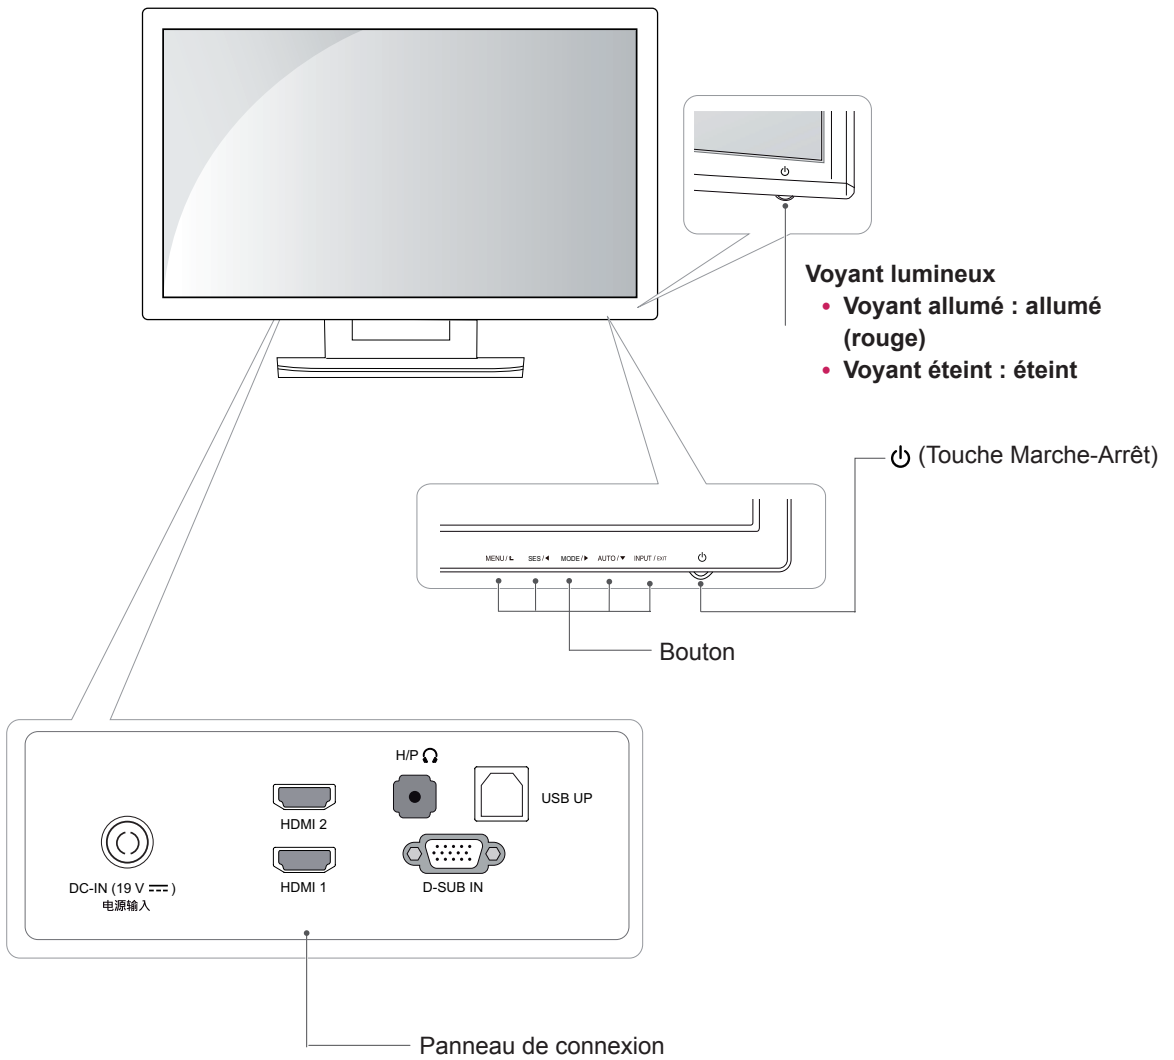 Voyant lumineux
• Voyant allumé : allumé
(rouge)
• Voyant éteint : éteint
(Touche Marche-Arrêt)
MENU / SES / ◀ MODE / ▶ AUTO / ▼ INPUT / EXIT
Bouton
H/P
USB UP
HDMI 2
HDMI 1
D-SUB IN
DC-IN (19 V ⎓)
电源输入
Panneau de connexion